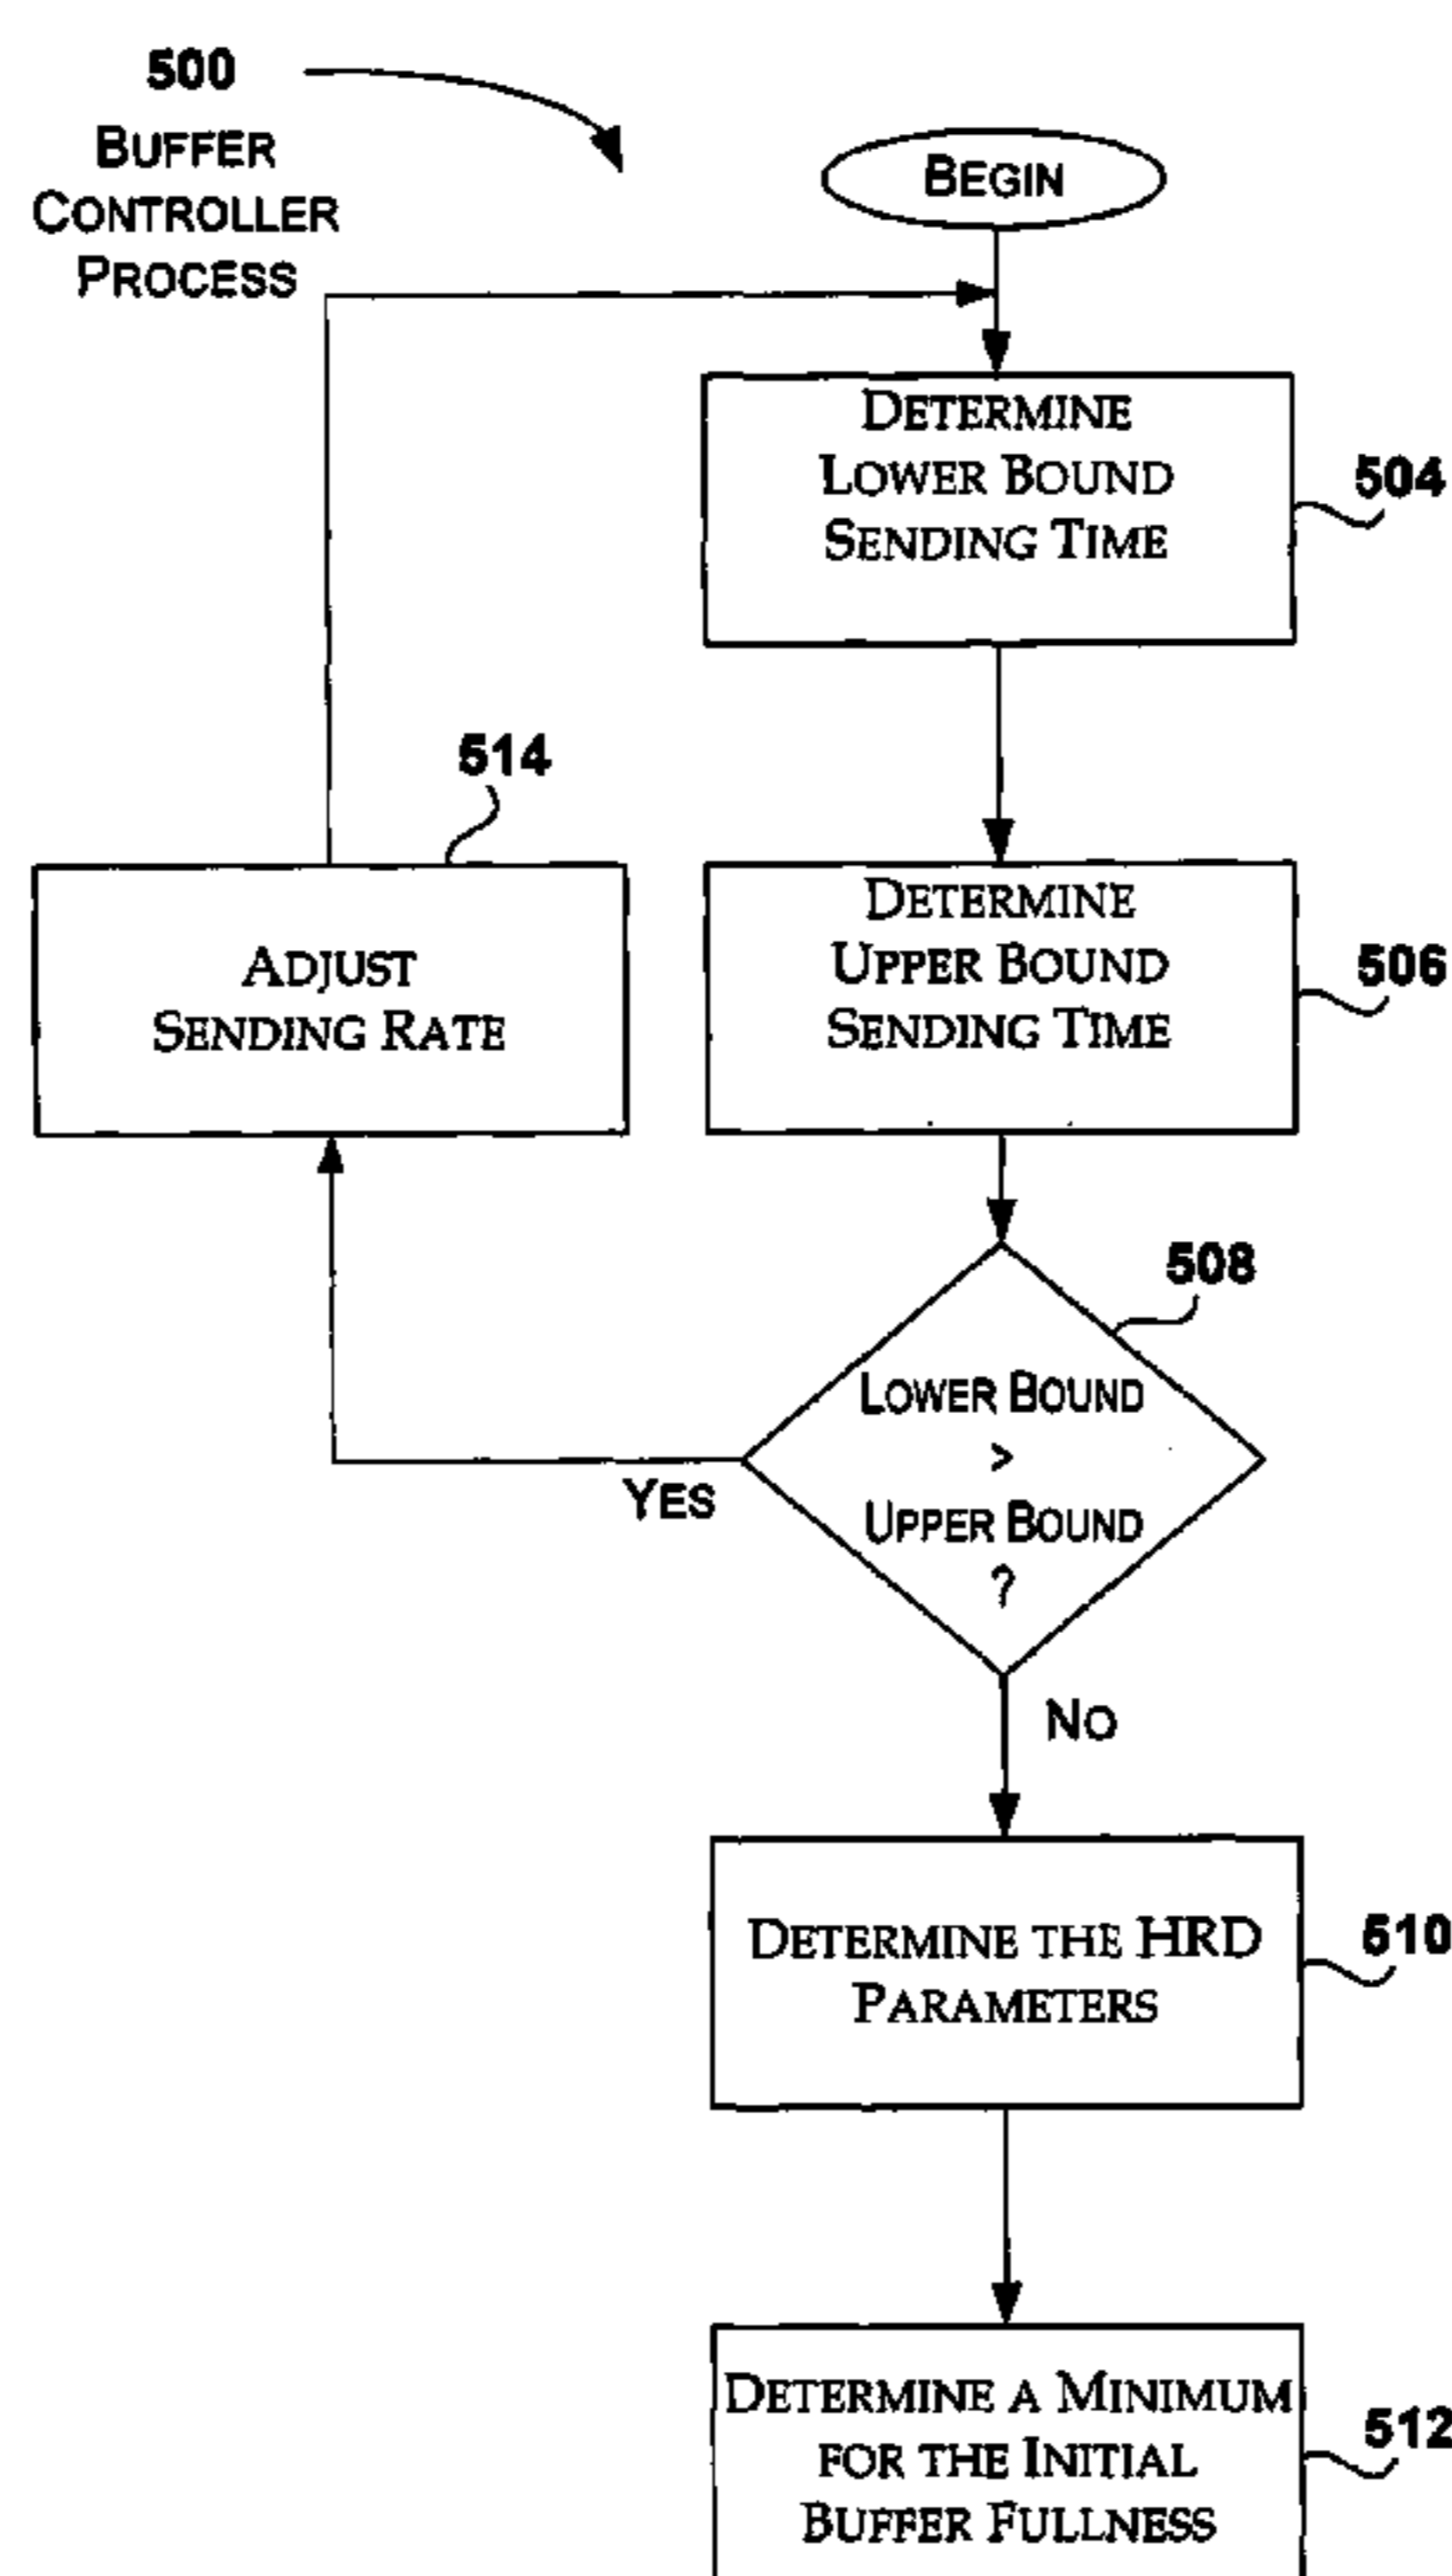 500
BUFFER
CONTROLLER
PROCESS
BEGIN
DETERMINE
LOWER BOUND
SENDING TIME
504
514
ADJUST
SENDING RATE
DETERMINE
UPPER BOUND
SENDING TIME
506
508
LOWER BOUND
>
UPPER BOUND
?
YES
NO
DETERMINE THE HRD
PARAMETERS
510
DETERMINE A MINIMUM
FOR THE INITIAL
BUFFER FULLNESS
512